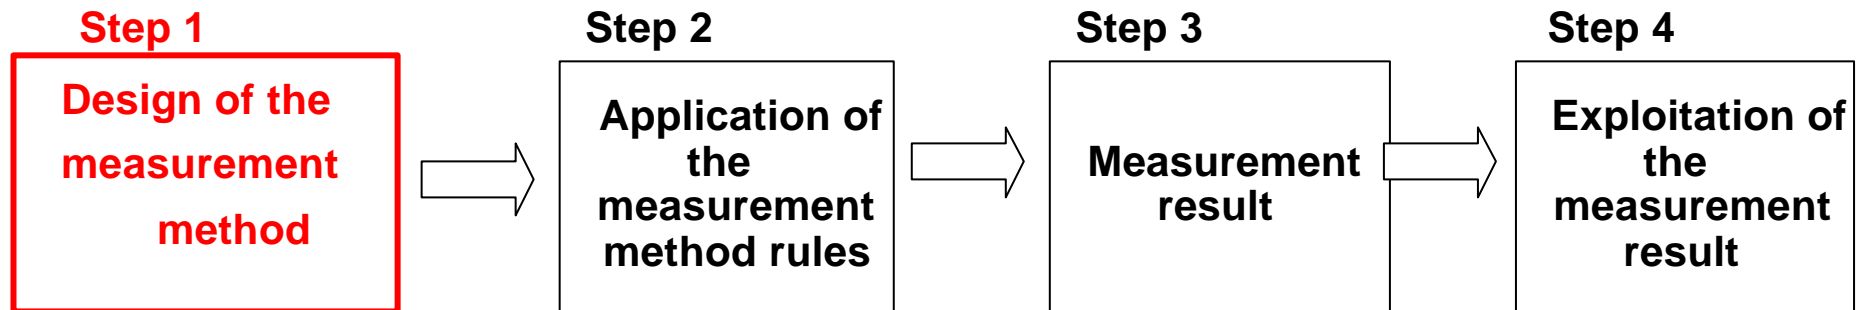 Step 1
Design of the
measurement
method
Step 2
Application of
the
measurement
method rules
Step 3
Measurement
result
Step 4
Exploitation of
the
measurement
result